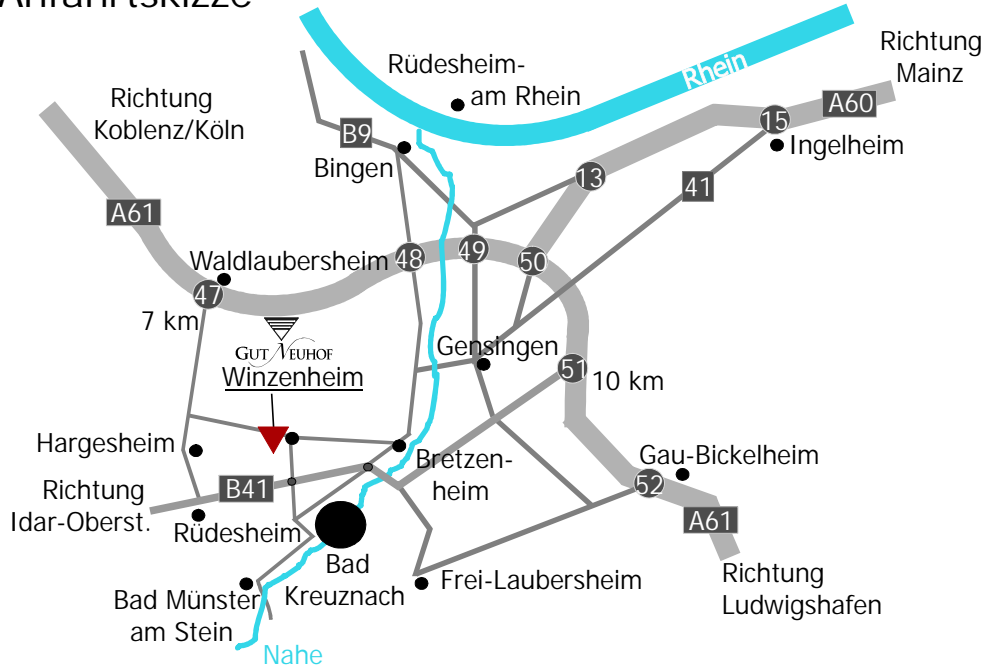 Anfahrtskizze
Richtung
Mainz
Rüdesheim-
am Rhein
Rhein
A60
Richtung
Koblenz/Köln
15
B9
Ingelheim
Bingen
13
41
A61
49
48
50
Waldlaubersheim
47
7 km
GUT NEUHOF
Winzenheim
Gensingen
51
10 km
Hargesheim
Bretzen-
heim
Gau-Bickelheim
52
Richtung
Idar-Oberst.
B41
A61
Rüdesheim
Bad
Kreuznach
Frei-Laubersheim
Richtung
Ludwigshafen
Bad Münster
am Stein
Nahe